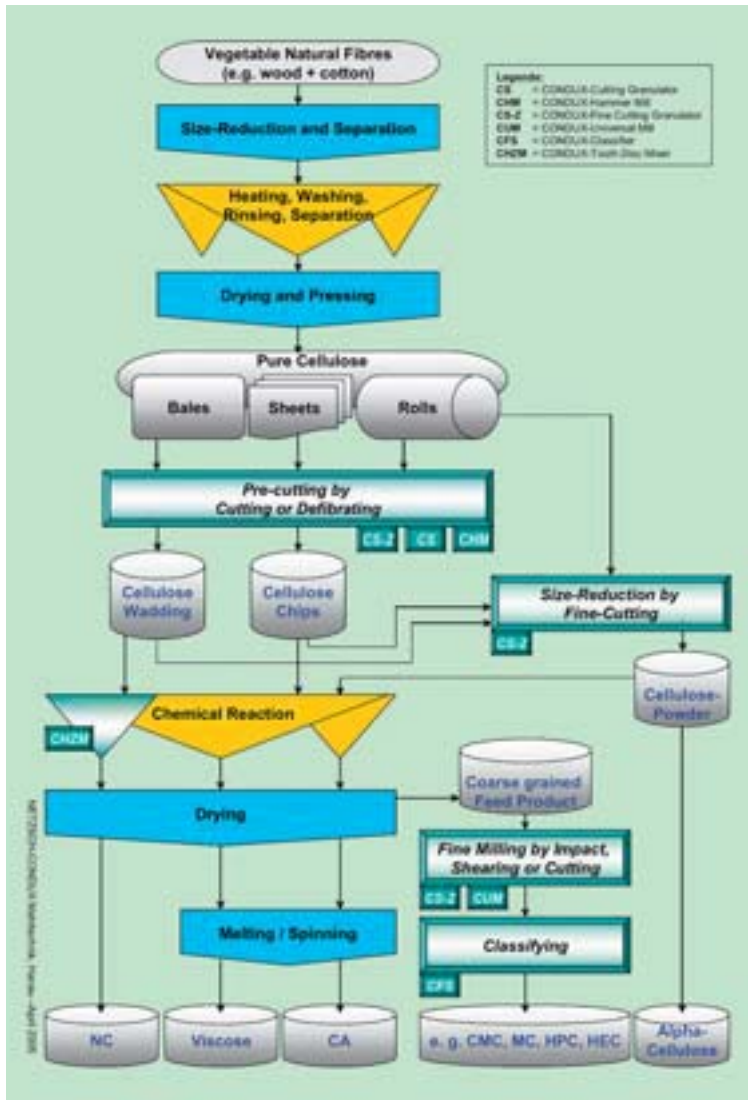 Vegetable Natural Fibres
(e.g. wood + cotton)
Legende:
CS = CONDUX-Cutting Granulator
CHM = CONDUX-Hammer Mill
CS-Z = CONDUX-Fine Cutting Granulator
CUM = CONDUX-Universal Mill
CFS = CONDUX-Classifier
CHZM = CONDUX-Tooth Disc Mixer
Size-Reduction and Separation
Heating, Washing,
Rinsing, Separation
Drying and Pressing
Pure Cellulose
Bales
Sheets
Rolls
Pre-cutting by
Cutting or Defibrating
CS-Z
CS
CHM
Cellulose
Wadding
Cellulose
Chips
Size-Reduction by
Fine-Cutting
CS-Z
Cellulose-
Powder
Chemical Reaction
CHZM
Coarse grained
Feed Product
Drying
Fine Milling by Impact,
Shearing or Cutting
CS-Z
CUM
Melting / Spinning
Classifying
CFS
NC
Viscose
CA
e. g. CMC, MC, HPC, HEC
Alpha-
Cellulose
NETZSCH-CONDUX Mahltechnik, Hanau - April